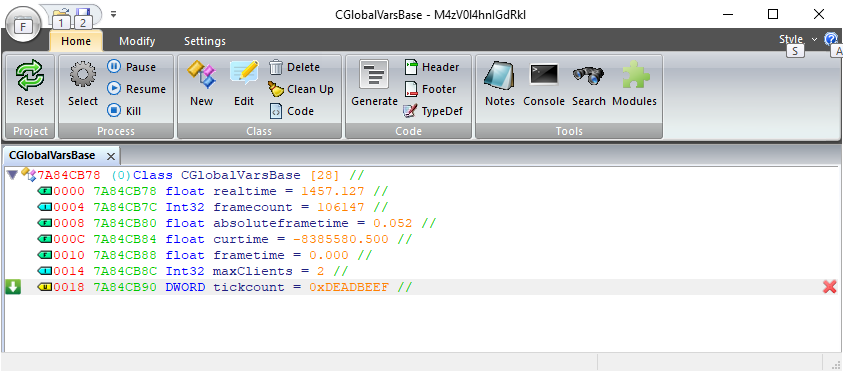 CGlobalVarsBase - M4zV0l4hnIGdRkl
F 1 2
Home Modify Settings Style S A
Reset Select Pause Resume Kill New Edit Delete Clean Up Code Generate Header Footer TypeDef Notes Console Search Modules
Project Process Class Code Tools
CGlobalVarsBase
7A84CB78 (0)Class CGlobalVarsBase [28] //
F 0000 7A84CB78 float realtime = 1457.127 //
I 0004 7A84CB7C Int32 framecount = 106147 //
F 0008 7A84CB80 float absoluteframetime = 0.052 //
F 000C 7A84CB84 float curtime = -8385580.500 //
F 0010 7A84CB88 float frametime = 0.000 //
I 0014 7A84CB8C Int32 maxClients = 2 //
U 0018 7A84CB90 DWORD tickcount = 0xDEADBEEF //